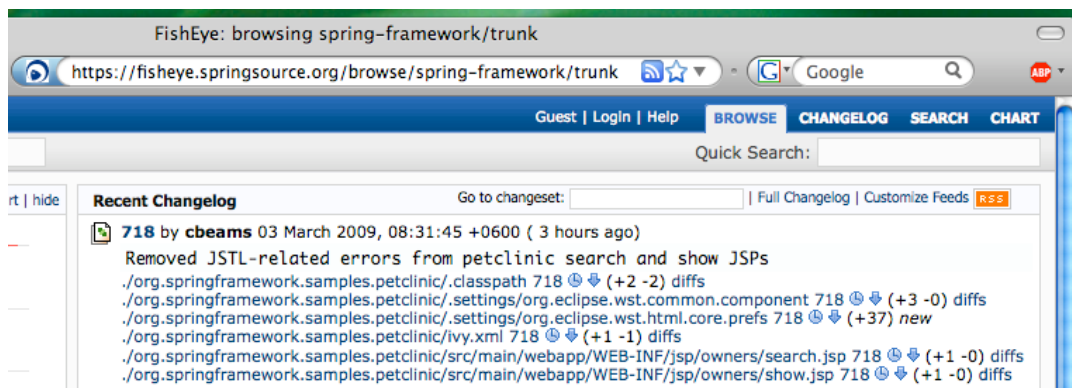 FishEye: browsing spring-framework/trunk
https://fisheye.springsource.org/browse/spring-framework/trunk G Google ABP
Guest | Login | Help BROWSE CHANGELOG SEARCH CHART
Quick Search:
rt | hide Recent Changelog Go to changeset: | Full Changelog | Customize Feeds RSS
718 by cbeams 03 March 2009, 08:31:45 +0600 ( 3 hours ago)
Removed JSTL-related errors from petclinic search and show JSPs
./org.springframework.samples.petclinic/.classpath 718 (+2 -2) diffs
./org.springframework.samples.petclinic/.settings/org.eclipse.wst.common.component 718 (+3 -0) diffs
./org.springframework.samples.petclinic/.settings/org.eclipse.wst.html.core.prefs 718 (+37) new
./org.springframework.samples.petclinic/ivy.xml 718 (+1 -1) diffs
./org.springframework.samples.petclinic/src/main/webapp/WEB-INF/jsp/owners/search.jsp 718 (+1 -0) diffs
./org.springframework.samples.petclinic/src/main/webapp/WEB-INF/jsp/owners/show.jsp 718 (+1 -0) diffs